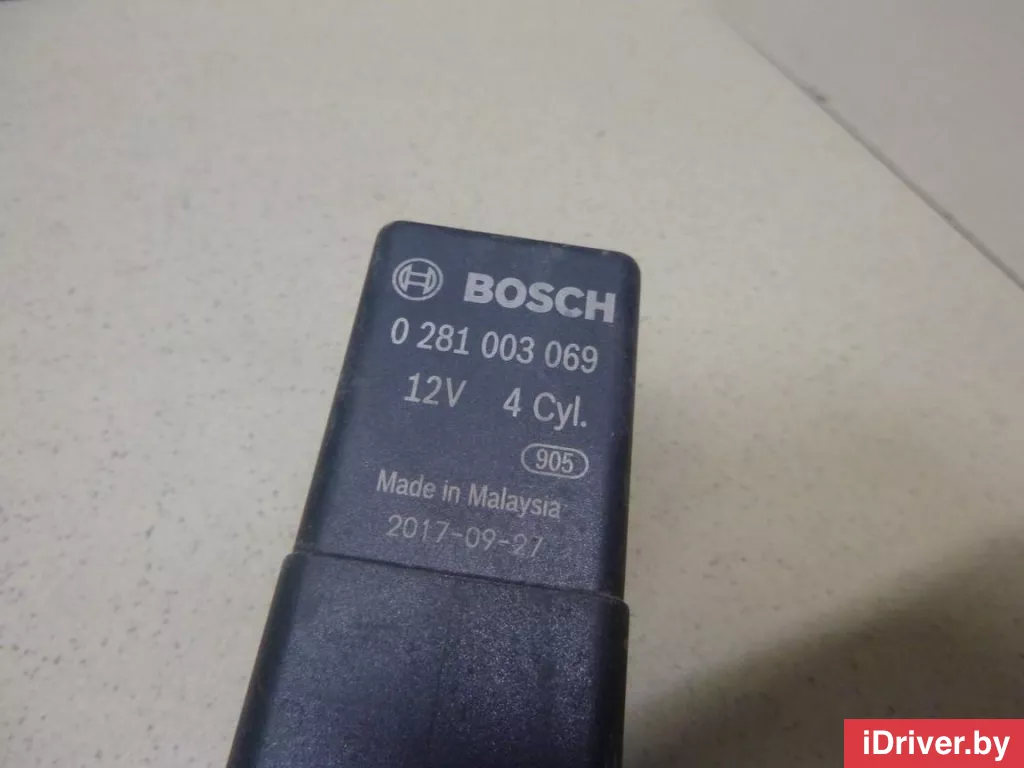 BOSCH
0 281 003 069
12V 4 Cyl.
905
Made in Malaysia
2017-09-27
iDriver.by